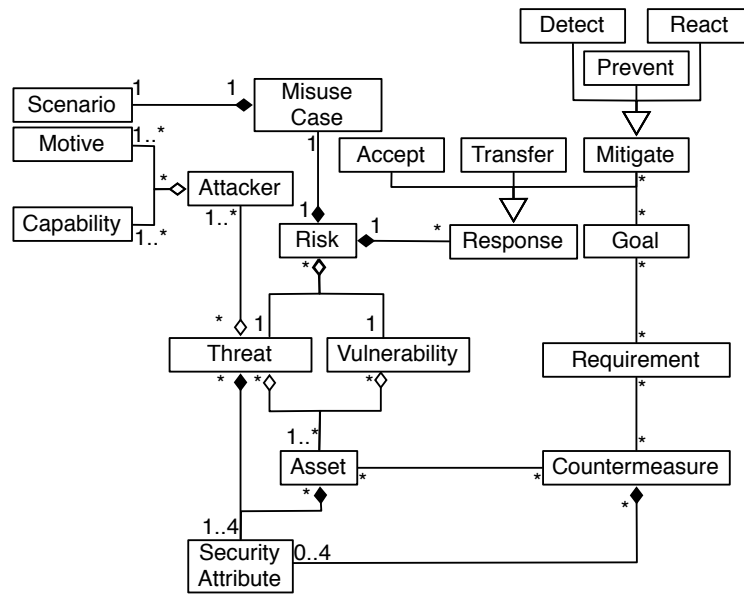 Detect React
Prevent
1 1 Misuse
Scenario Case
Motive 1..* 1 Accept Transfer Mitigate
* Attacker *
Capability 1..* 1..* 1 1 * *
Risk Response Goal
* *
* 1 1 *
Threat Vulnerability Requirement
* * * *
1..* *
Asset * * Countermeasure
* *
1..4
Security 0..4
Attribute